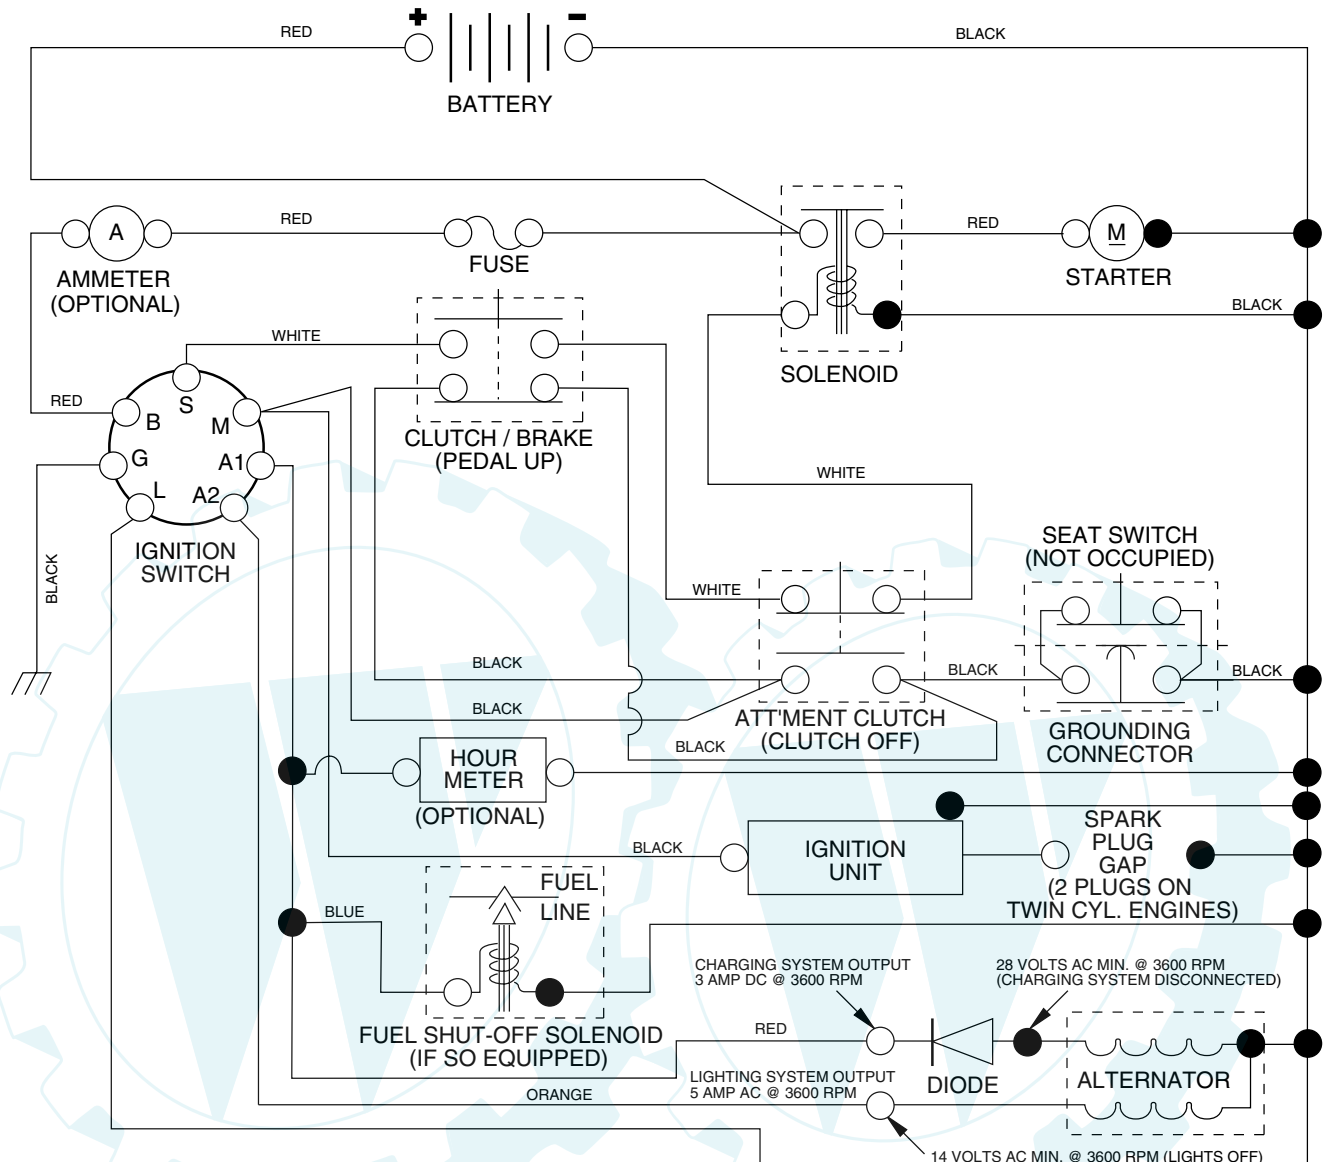 + -
RED
BLACK
BATTERY
A
RED
FUSE
RED
M
STARTER
AMMETER
(OPTIONAL)
BLACK
SOLENOID
WHITE
RED
S
B
M
G
A1
L
A2
IGNITION
SWITCH
BLACK
CLUTCH / BRAKE
(PEDAL UP)
WHITE
SEAT SWITCH
(NOT OCCUPIED)
WHITE
BLACK
BLACK
BLACK
BLACK
BLACK
ATT'MENT CLUTCH
(CLUTCH OFF)
GROUNDING
CONNECTOR
HOUR
METER
(OPTIONAL)
BLACK
IGNITION
UNIT
SPARK
PLUG
GAP
(2 PLUGS ON
TWIN CYL. ENGINES)
FUEL
LINE
BLUE
FUEL SHUT-OFF SOLENOID
(IF SO EQUIPPED)
CHARGING SYSTEM OUTPUT
3 AMP DC @ 3600 RPM
28 VOLTS AC MIN. @ 3600 RPM
(CHARGING SYSTEM DISCONNECTED)
RED
DIODE
ALTERNATOR
LIGHTING SYSTEM OUTPUT
5 AMP AC @ 3600 RPM
ORANGE
14 VOLTS AC MIN. @ 3600 RPM (LIGHTS OFF)